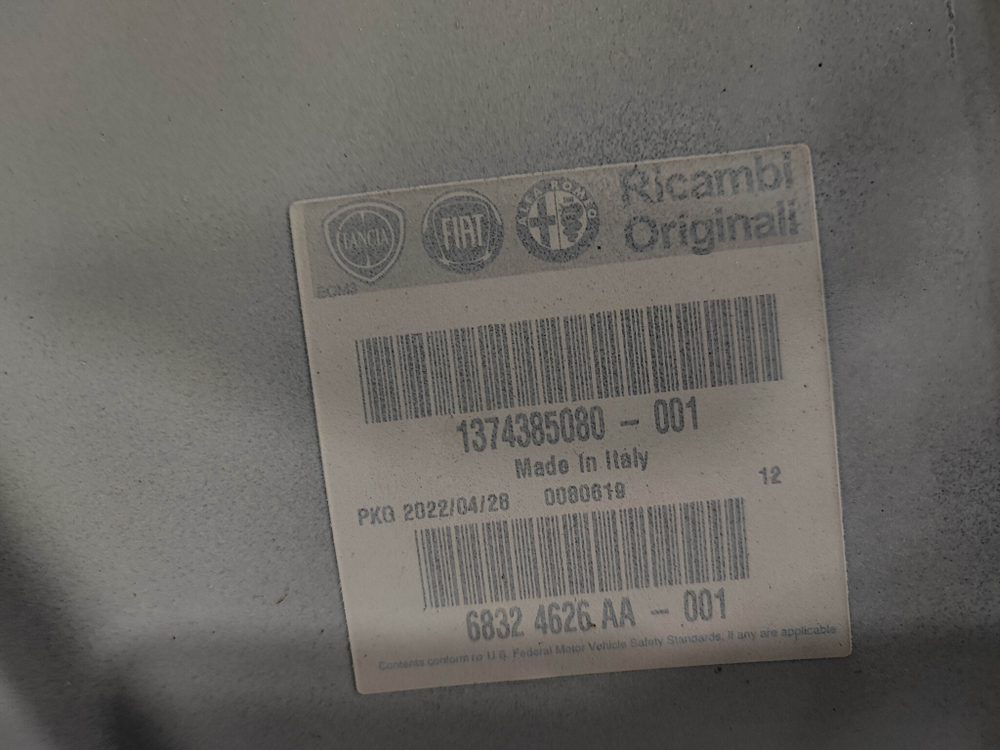 LANCIA
FIAT
ALFA ROMEO
Ricambi
Originali
BCM3
1374385080 - 001
Made In Italy
PKG 2022/04/28 0080619 12
6832 4626 AA - 001
Contents conform to U.S. Federal Motor Vehicle Safety Standards, if any are applicable